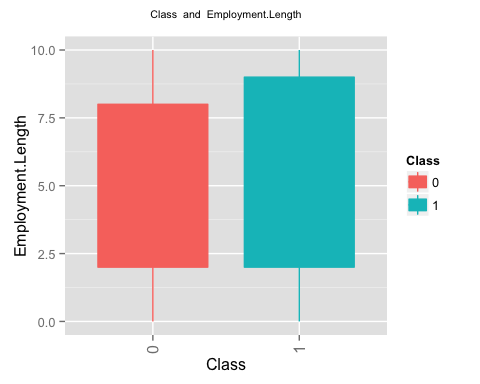 Class and Employment.Length
10.0
7.5
5.0
2.5
0.0
Employment.Length
0
1
Class
Class
0
1